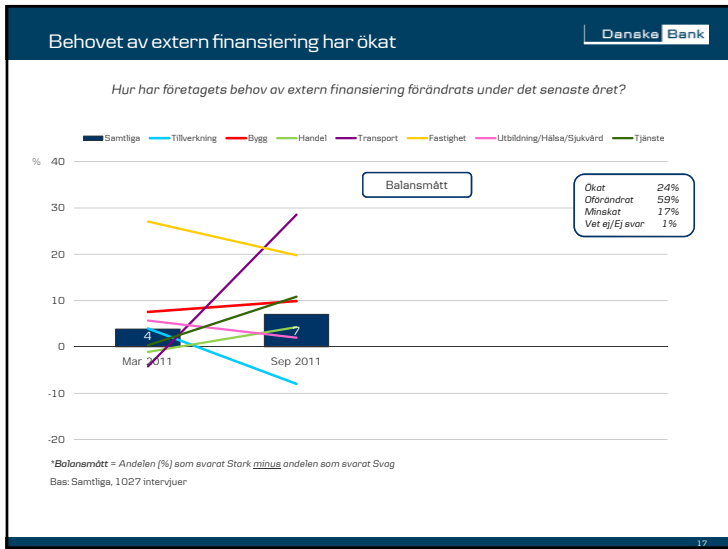 Behovet av extern finansiering har ökat
Danske Bank
Hur har företagets behov av extern finansiering förändrats under det senaste året?
Samtliga Tillverkning Bygg Handel Transport Fastighet Utbildning/Hälsa/Sjukvård Tjänste
% 40
30
20
10
0
-10
-20
Balansmått
Ökat 24%
Oförändrat 59%
Minskat 17%
Vet ej/Ej svar 1%
4
7
Mar 2011 Sep 2011
*Balansmått = Andelen (%) som svarat Stark minus andelen som svarat Svag
Bas: Samtliga, 1027 intervjuer
17